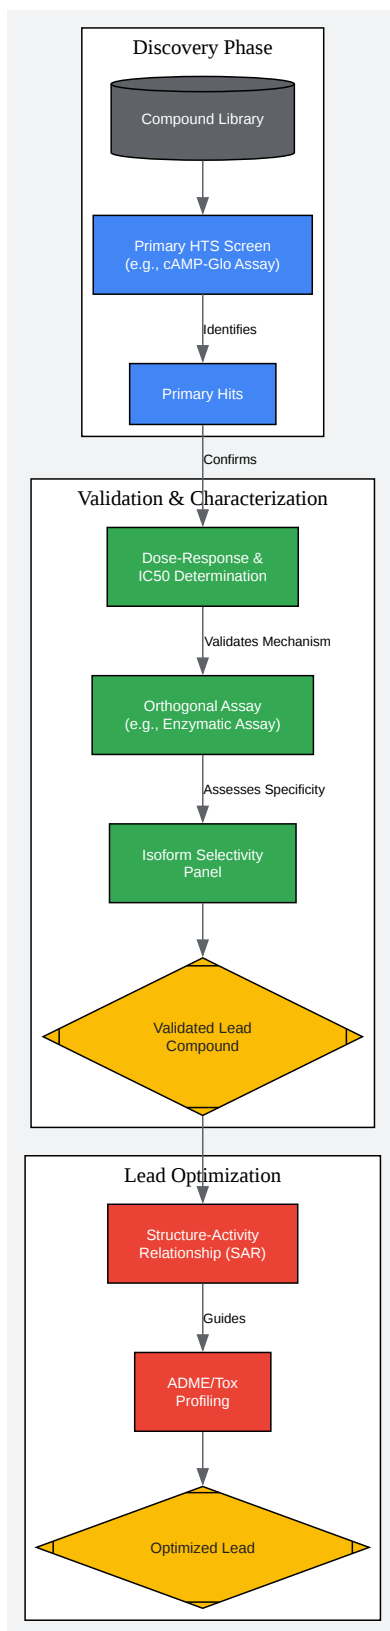 Discovery Phase
Compound Library
Primary HTS Screen
(e.g., cAMP-Glo Assay)
Identifies
Primary Hits
Confirms
Validation & Characterization
Dose-Response &
IC50 Determination
Validates Mechanism
Orthogonal Assay
(e.g., Enzymatic Assay)
Assesses Specificity
Isoform Selectivity
Panel
Validated Lead
Compound
Lead Optimization
Structure-Activity
Relationship (SAR)
Guides
ADME/Tox
Profiling
Optimized Lead